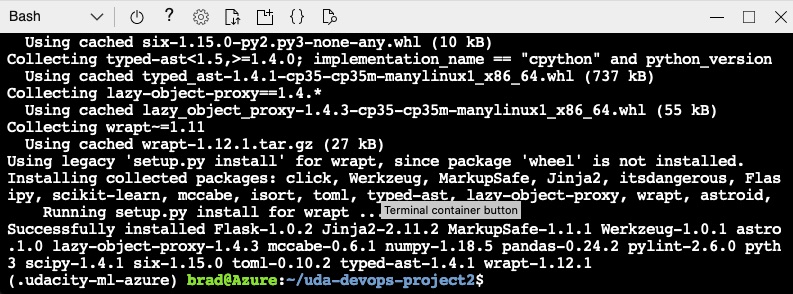 Bash
  Using cached six-1.15.0-py2.py3-none-any.whl (10 kB)
Collecting typed-ast<1.5,>=1.4.0; implementation_name == "cpython" and python_version
  Using cached typed_ast-1.4.1-cp35-cp35m-manylinux1_x86_64.whl (737 kB)
Collecting lazy-object-proxy==1.4.*
  Using cached lazy_object_proxy-1.4.3-cp35-cp35m-manylinux1_x86_64.whl (55 kB)
Collecting wrapt~=1.11
  Using cached wrapt-1.12.1.tar.gz (27 kB)
Using legacy 'setup.py install' for wrapt, since package 'wheel' is not installed.
Installing collected packages: click, Werkzeug, MarkupSafe, Jinja2, itsdangerous, Flas
ipy, scikit-learn, mccabe, isort, toml, typed-ast, lazy-object-proxy, wrapt, astroid,
    Running setup.py install for wrapt ...
Terminal container button
Successfully installed Flask-1.0.2 Jinja2-2.11.2 MarkupSafe-1.1.1 Werkzeug-1.0.1 astro
.1.0 lazy-object-proxy-1.4.3 mccabe-0.6.1 numpy-1.18.5 pandas-0.24.2 pylint-2.6.0 pyth
3 scipy-1.4.1 six-1.15.0 toml-0.10.2 typed-ast-1.4.1 wrapt-1.12.1
(.udacity-ml-azure) brad@Azure:~/uda-devops-project2$